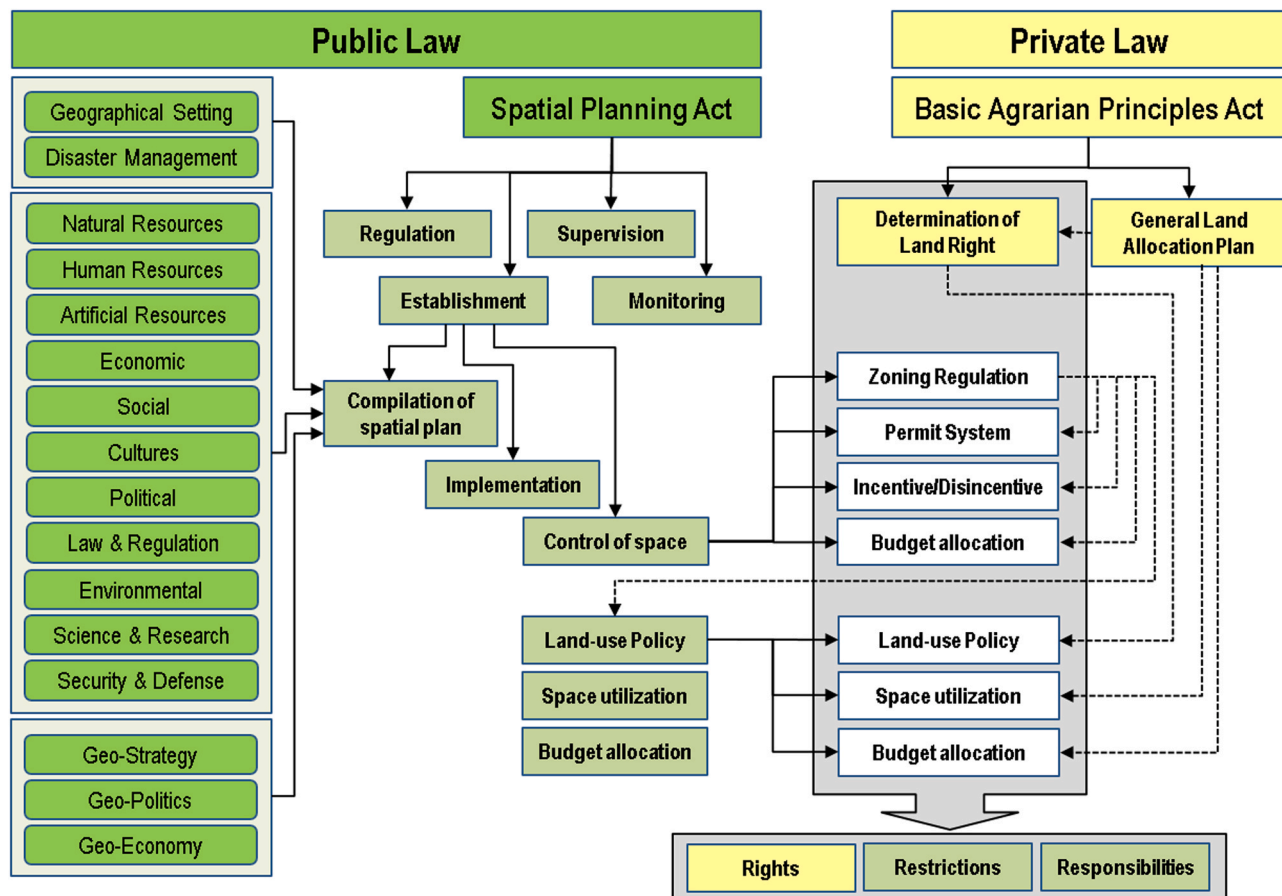 Public Law
Private Law
Spatial Planning Act
Basic Agrarian Principles Act
Geographical Setting
Disaster Management
Natural Resources
Human Resources
Artificial Resources
Economic
Social
Cultures
Political
Law & Regulation
Environmental
Science & Research
Security & Defense
Geo-Strategy
Geo-Politics
Geo-Economy
Regulation
Supervision
Establishment
Monitoring
Compilation of
spatial plan
Implementation
Control of space
Land-use Policy
Space utilization
Budget allocation
Determination of
Land Right
General Land
Allocation Plan
Zoning Regulation
Permit System
Incentive/Disincentive
Budget allocation
Land-use Policy
Space utilization
Budget allocation
Rights
Restrictions
Responsibilities